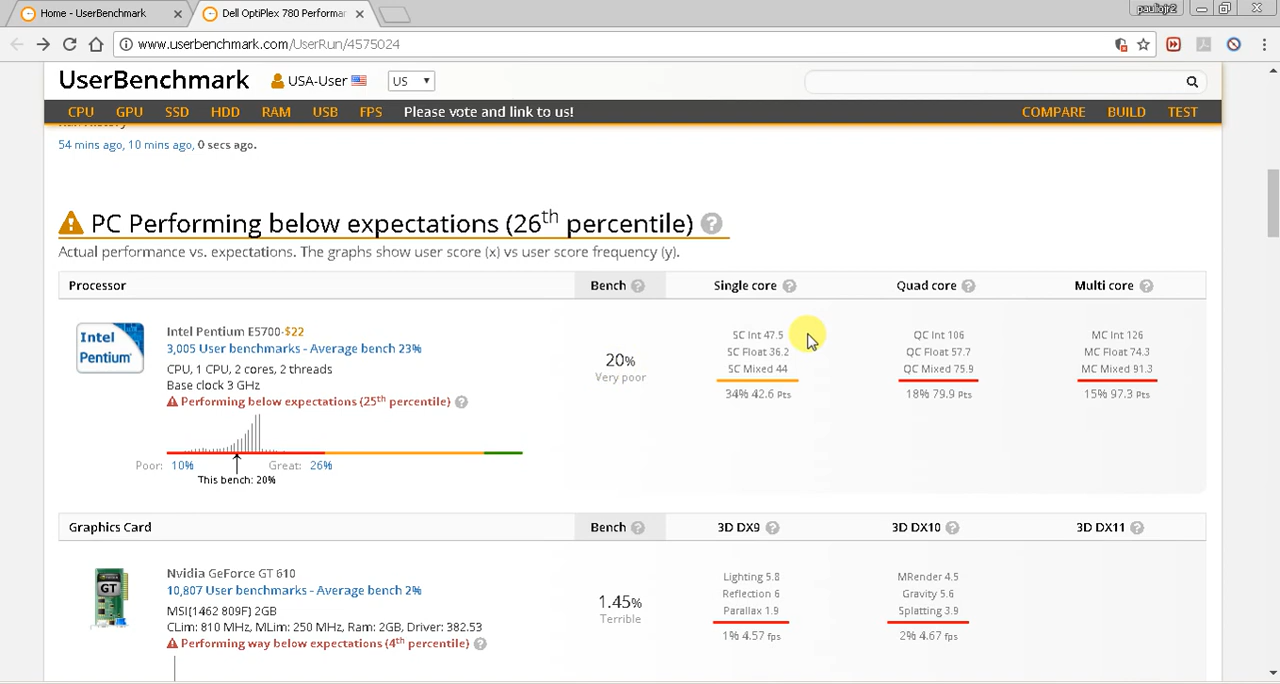 Home - UserBenchmark
Dell OptiPlex 780 Performar
pauliojr2
www.userbenchmark.com/UserRun/4575024
UserBenchmark
USA-User
US
CPU GPU SSD HDD RAM USB FPS Please vote and link to us! COMPARE BUILD TEST
54 mins ago, 10 mins ago, 0 secs ago.
PC Performing below expectations (26th percentile) ?
Actual performance vs. expectations. The graphs show user score (x) vs user score frequency (y).
Processor Bench ? Single core ? Quad core ? Multi core ?
Intel Pentium
Intel Pentium E5700-$22
3,005 User benchmarks - Average bench 23%
CPU, 1 CPU, 2 cores, 2 threads
Base clock 3 GHz
Performing below expectations (25th percentile) ?
Poor: 10% Great: 26%
This bench: 20%
20%
Very poor
SC Int 47.5
SC Float 36.2
SC Mixed 44
34% 42.6 Pts
QC Int 106
QC Float 57.7
QC Mixed 75.9
18% 79.9 Pts
MC Int 126
MC Float 74.3
MC Mixed 91.3
15% 97.3 Pts
Graphics Card Bench ? 3D DX9 ? 3D DX10 ? 3D DX11 ?
GT
Nvidia GeForce GT 610
10,807 User benchmarks - Average bench 2%
MSI(1462 809F) 2GB
CLim: 810 MHz, MLim: 250 MHz, Ram: 2GB, Driver: 382.53
Performing way below expectations (4th percentile) ?
1.45%
Terrible
Lighting 5.8
Reflection 6
Parallax 1.9
1% 4.57 fps
MRender 4.5
Gravity 5.6
Splatting 3.9
2% 4.67 fps